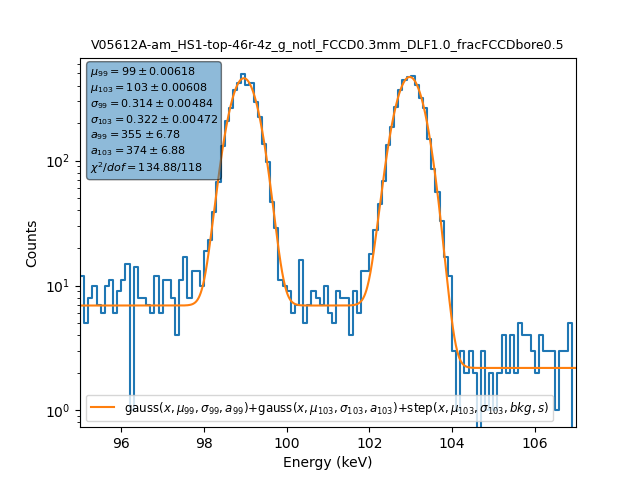 V05612A-am_HS1-top-46r-4z_g_notl_FCCD0.3mm_DLF1.0_fracFCCDbore0.5
μ99 = 99 ± 0.00618
μ103 = 103 ± 0.00608
σ99 = 0.314 ± 0.00484
σ103 = 0.322 ± 0.00472
a99 = 355 ± 6.78
a103 = 374 ± 6.88
χ²/dof = 134.88/118
10²
10¹
10⁰
Counts
gauss(x, μ99, σ99, a99)+gauss(x, μ103, σ103, a103)+step(x, μ103, σ103, bkg, s)
96 98 100 102 104 106
Energy (keV)